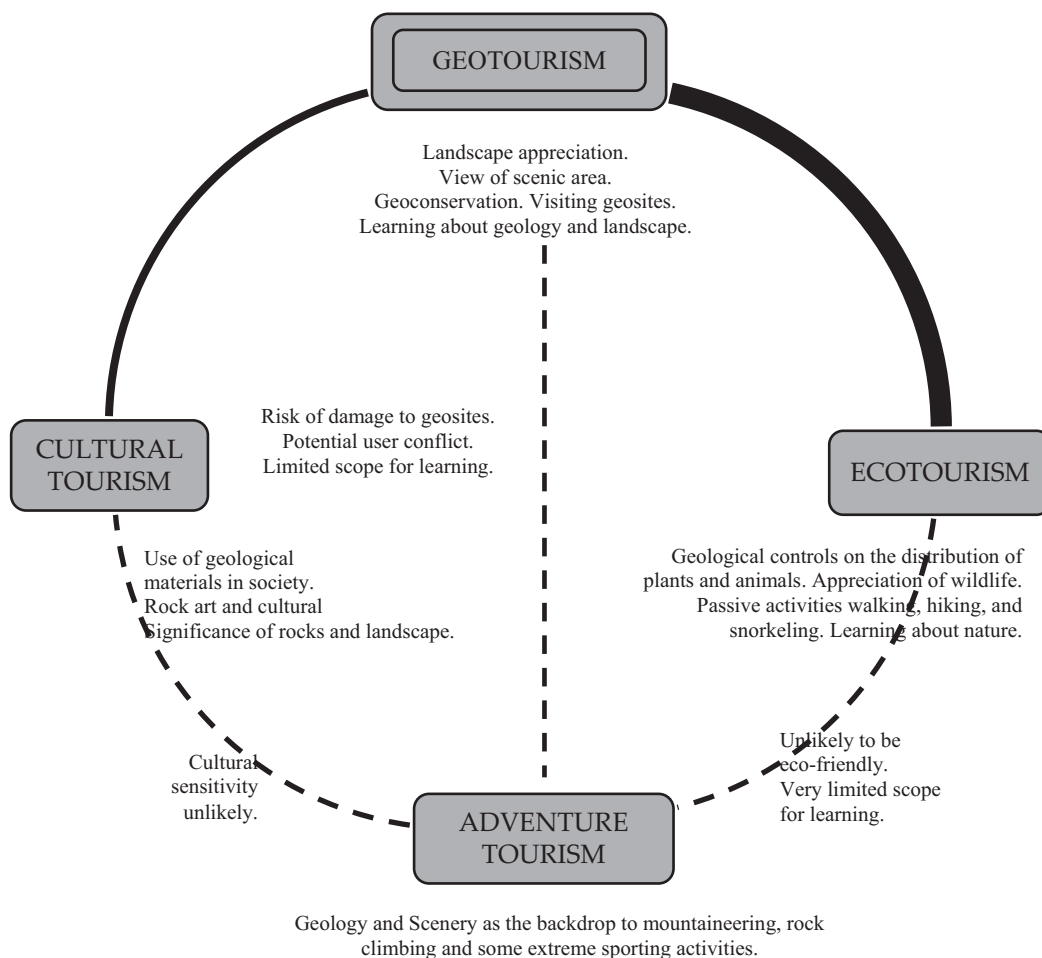 GEOTOURISM
Landscape appreciation.
View of scenic area.
Geoconservation. Visiting geosites.
Learning about geology and landscape.
Risk of damage to geosites.
Potential user conflict.
Limited scope for learning.
CULTURAL
TOURISM
ECOTOURISM
Use of geological
materials in society.
Rock art and cultural
Significance of rocks and landscape.
Geological controls on the distribution of
plants and animals. Appreciation of wildlife.
Passive activities walking, hiking, and
snorkeling. Learning about nature.
Cultural
sensitivity
unlikely.
Unlikely to be
eco-friendly.
Very limited scope
for learning.
ADVENTURE
TOURISM
Geology and Scenery as the backdrop to mountaineering, rock
climbing and some extreme sporting activities.